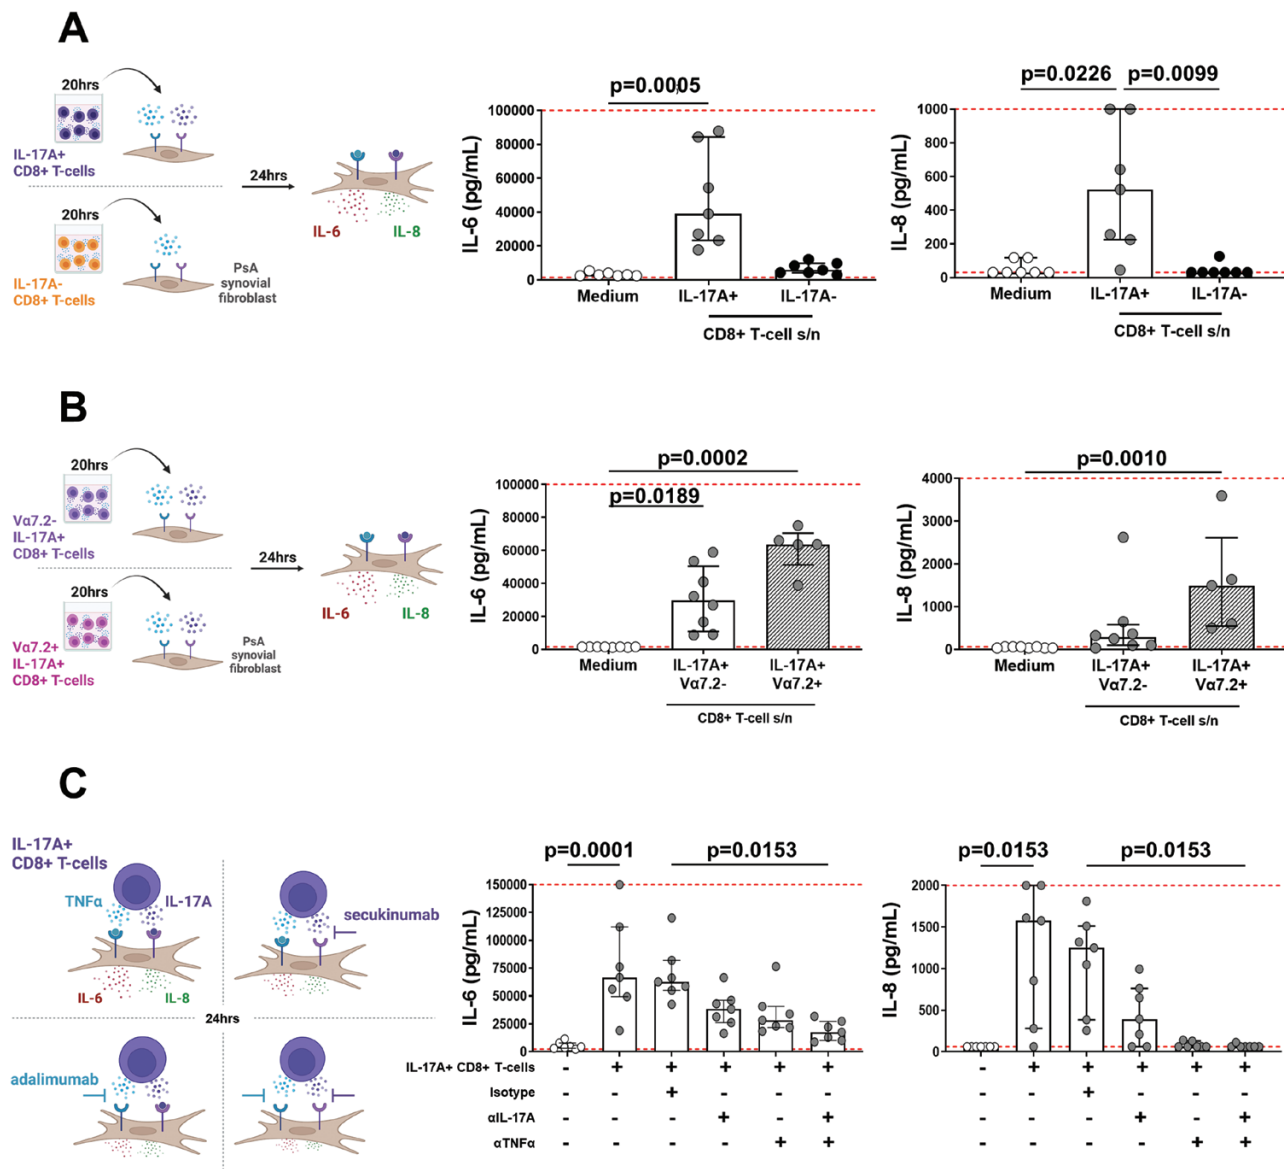 A
20hrs
IL-17A+
CD8+ T-cells
20hrs
IL-17A-
CD8+ T-cells
PsA
synovial
fibroblast
24hrs
IL-6
IL-8
p=0.0005
IL-6 (pg/mL)
100000
80000
60000
40000
20000
0
Medium
IL-17A+
IL-17A-
CD8+ T-cell s/n
p=0.0226
p=0.0099
IL-8 (pg/mL)
1000
800
600
400
200
0
Medium
IL-17A+
IL-17A-
CD8+ T-cell s/n
B
20hrs
Vα7.2-
IL-17A+
CD8+ T-cells
20hrs
Vα7.2+
IL-17A+
CD8+ T-cells
PsA
synovial
fibroblast
24hrs
IL-6
IL-8
p=0.0002
p=0.0189
IL-6 (pg/mL)
100000
80000
60000
40000
20000
0
Medium
IL-17A+
Vα7.2-
IL-17A+
Vα7.2+
CD8+ T-cell s/n
p=0.0010
IL-8 (pg/mL)
4000
3000
2000
1000
0
Medium
IL-17A+
Vα7.2-
IL-17A+
Vα7.2+
CD8+ T-cell s/n
C
IL-17A+
CD8+ T-cells
TNFα
IL-17A
IL-6
IL-8
secukinumab
24hrs
adalimumab
p=0.0001
p=0.0153
IL-6 (pg/mL)
150000
125000
100000
75000
50000
25000
0
p=0.0153
p=0.0153
IL-8 (pg/mL)
2000
1500
1000
500
0
IL-17A+ CD8+ T-cells - + + + + + - + + + + +
Isotype - - + - - - - - + - - -
αIL-17A - - - + - + - - - + - +
αTNFα - - - - + + - - - - + +